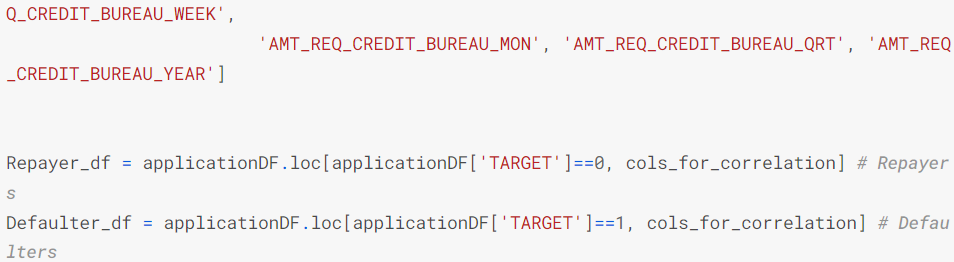 Q_CREDIT_BUREAU_WEEK',
'AMT_REQ_CREDIT_BUREAU_MON', 'AMT_REQ_CREDIT_BUREAU_QRT', 'AMT_REQ
_CREDIT_BUREAU_YEAR']
Repayer_df = applicationDF.loc[applicationDF['TARGET']==0, cols_for_correlation] # Repayer
s
Defaulter_df = applicationDF.loc[applicationDF['TARGET']==1, cols_for_correlation] # Defau
lters